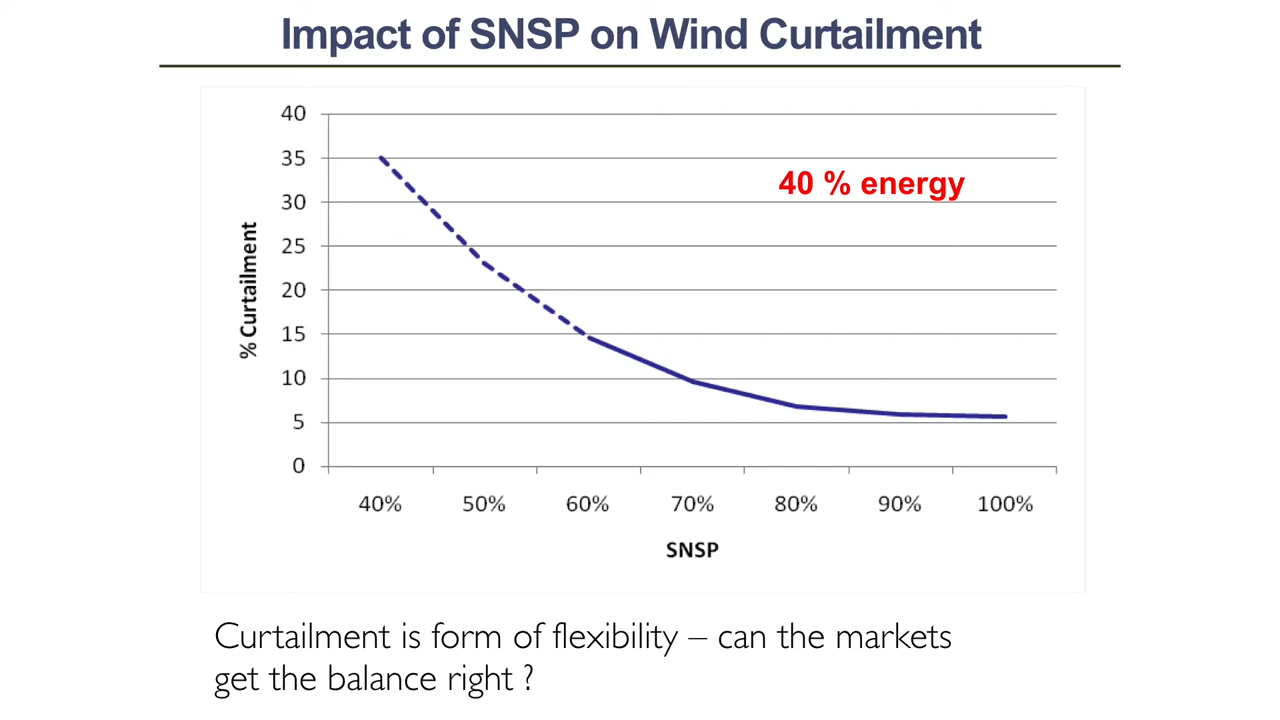 Impact of SNSP on Wind Curtailment
40
35
30
25
20
15
10
5
0
% Curtailment
40 % energy
40% 50% 60% 70% 80% 90% 100%
SNSP
Curtailment is form of flexibility – can the markets
get the balance right ?